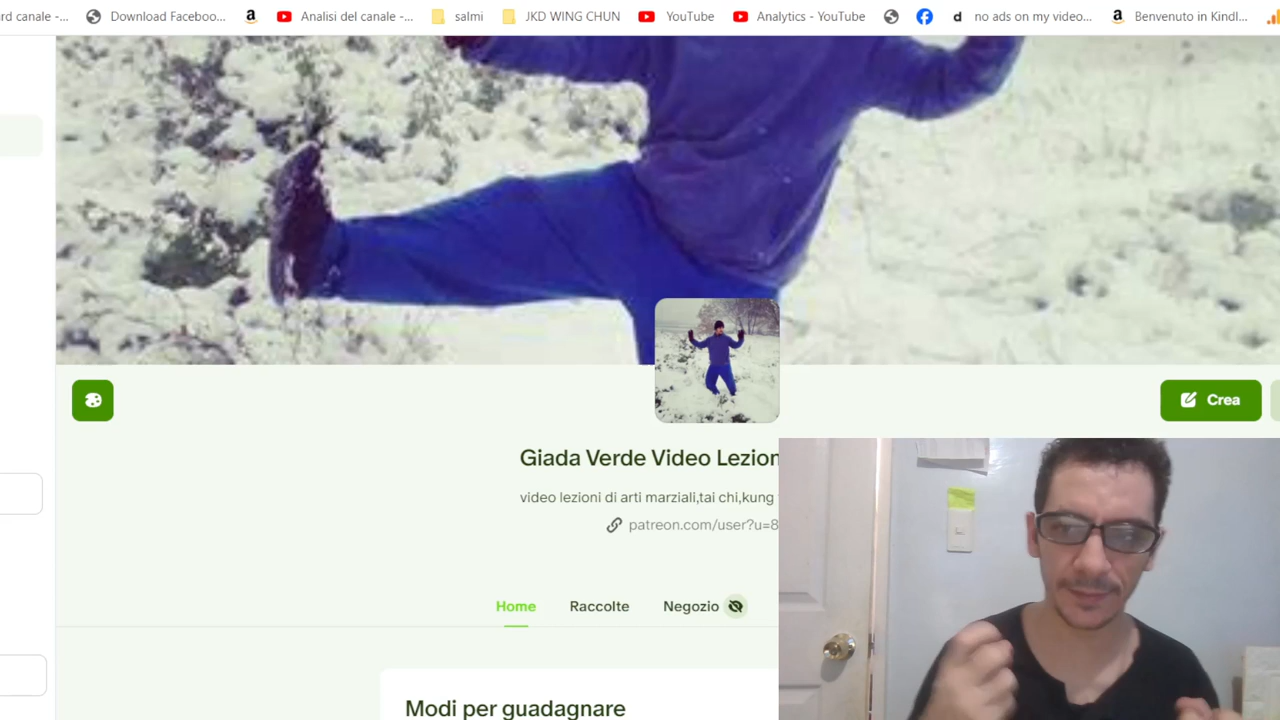 rd canale -... Download Faceboo... Analisi del canale -... salmi JKD WING CHUN YouTube Analytics - YouTube no ads on my video... Benvenuto in Kindl...
Crea
Giada Verde Video Lezion
video lezioni di arti marziali,tai chi,kung
patreon.com/user?u=8
Home Raccolte Negozio
Modi per guadagnare